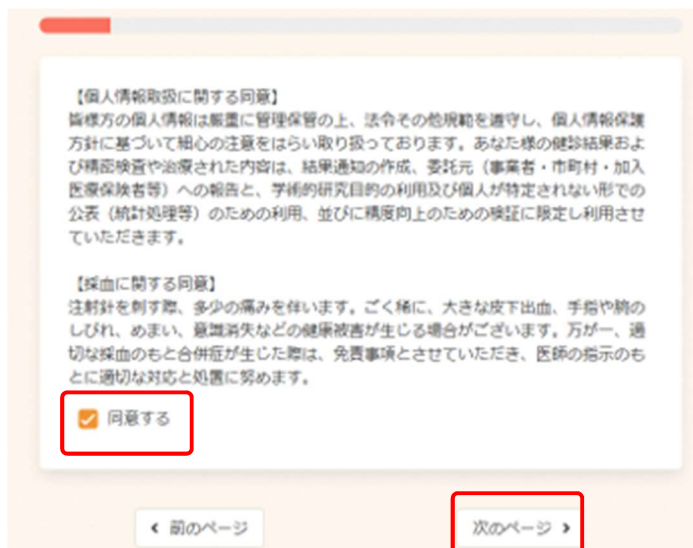 【個人情報取扱に関する同意】
皆様方の個人情報は厳重に管理保管の上、法令その他規範を遵守し、個人情報保護
方針に基づいて細心の注意をはらい取り扱っております。あなた様の健診結果およ
び精密検査や治療された内容は、結果通知の作成、委託元（事業者・市町村・加入
医療保険者等）への報告と、学術的研究目的の利用及び個人が特定されない形での
公表（統計処理等）のための利用、並びに精度向上のための検証に限定し利用させ
ていただきます。
【採血に関する同意】
注射針を刺す際、多少の痛みを伴います。ごく稀に、大きな皮下出血、手指や腕の
しびれ、めまい、意識消失などの健康被害が生じる場合がございます。万が一、適
切な採血のもと合併症が生じた際は、免責事項とさせていただき、医師の指示のも
とに適切な対応と処置に努めます。
同意する
前のページ
次のページ